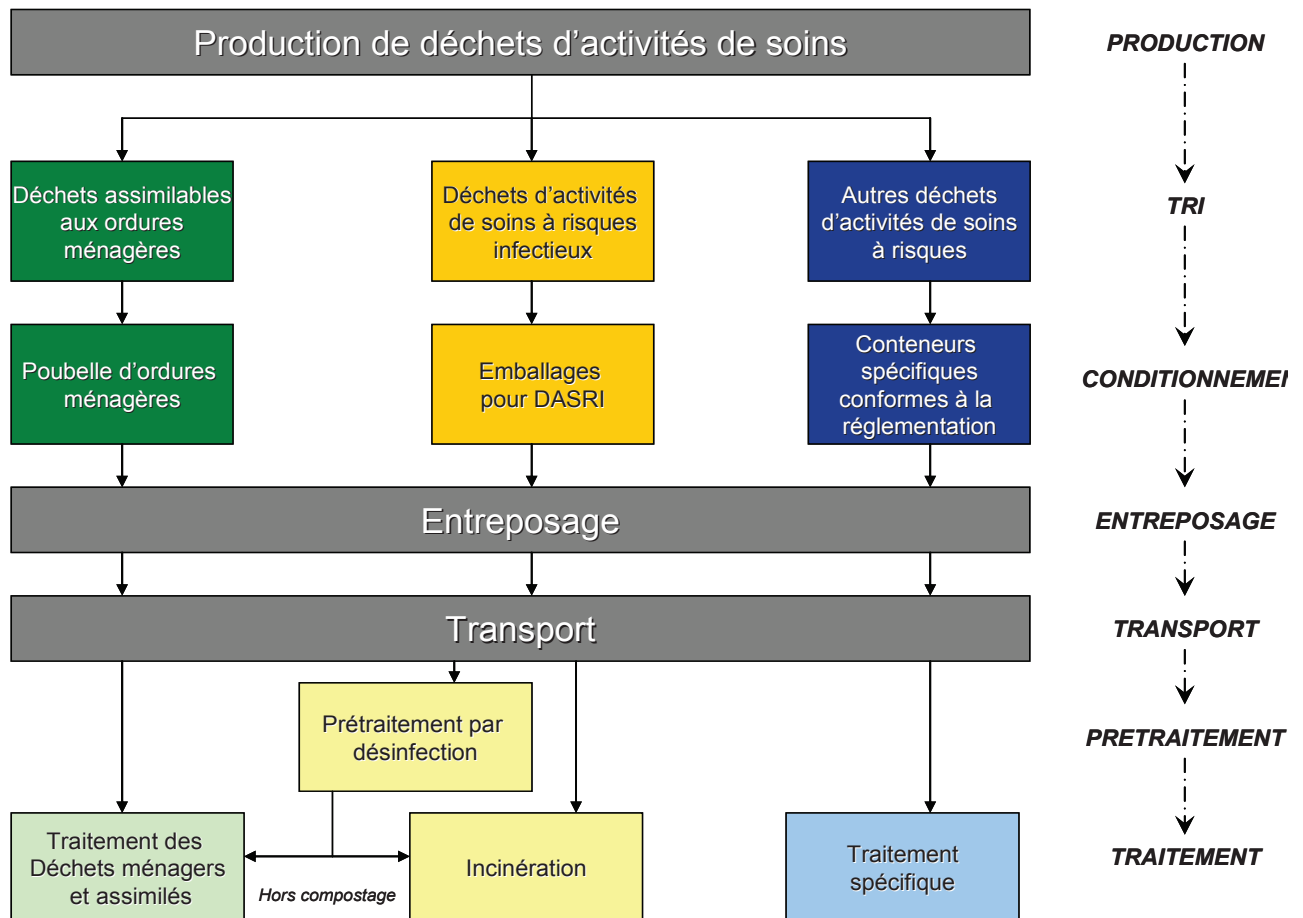 Production de déchets d'activités de soins
PRODUCTION
Déchets assimilables
aux ordures
ménagères
Déchets d'activités
de soins à risques
infectieux
Autres déchets
d'activités de soins
à risques
TRI
Poubelle d'ordures
ménagères
Emballages
pour DASRI
Conteneurs
spécifiques
conformes à la
réglementation
CONDITIONNEMEI
Entreposage
ENTREPOSAGE
Transport
TRANSPORT
Prétraitement par
désinfection
PRETRAITEMENT
Traitement des
Déchets ménagers
et assimilés
Hors compostage
Incinération
Traitement
spécifique
TRAITEMENT